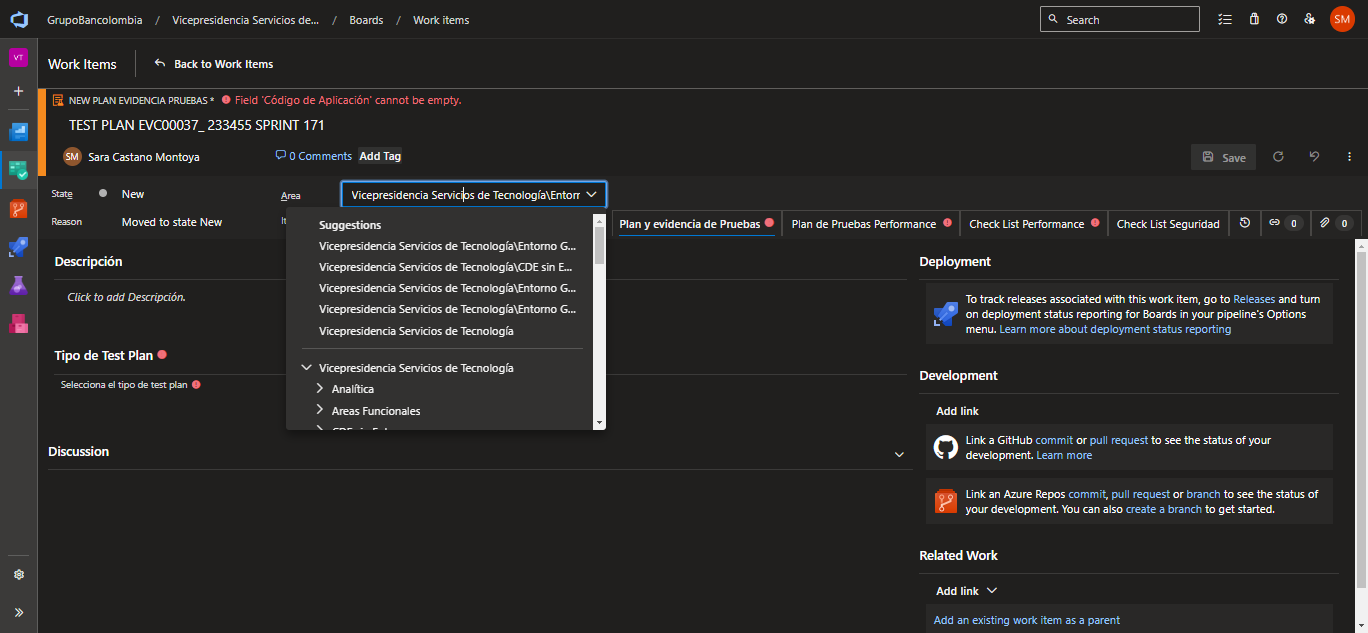 GrupoBancolombia / Vicepresidencia Servicios de... / Boards / Work items
Search
SM
VT
Work Items
Back to Work Items
NEW PLAN EVIDENCIA PRUEBAS * Field 'Código de Aplicación' cannot be empty.
TEST PLAN EVC00037_ 233455 SPRINT 171
SM Sara Castano Montoya
0 Comments
Add Tag
Save
State New
Area Vicepresidencia Servicios de Tecnología\Entorn
Reason Moved to state New
Suggestions
Vicepresidencia Servicios de Tecnología\Entorno G...
Vicepresidencia Servicios de Tecnología\CDE sin E...
Vicepresidencia Servicios de Tecnología\Entorno G...
Vicepresidencia Servicios de Tecnología\Entorno G...
Vicepresidencia Servicios de Tecnología
Vicepresidencia Servicios de Tecnología
Analítica
Areas Funcionales
Plan y evidencia de Pruebas
Plan de Pruebas Performance
Check List Performance
Check List Seguridad
0
0
Descripción
Click to add Descripción.
Tipo de Test Plan
Selecciona el tipo de test plan
Discussion
Deployment
To track releases associated with this work item, go to Releases and turn
on deployment status reporting for Boards in your pipeline's Options
menu. Learn more about deployment status reporting
Development
Add link
Link a GitHub commit or pull request to see the status of your
development. Learn more
Link an Azure Repos commit, pull request or branch to see the status of
your development. You can also create a branch to get started.
Related Work
Add link
Add an existing work item as a parent